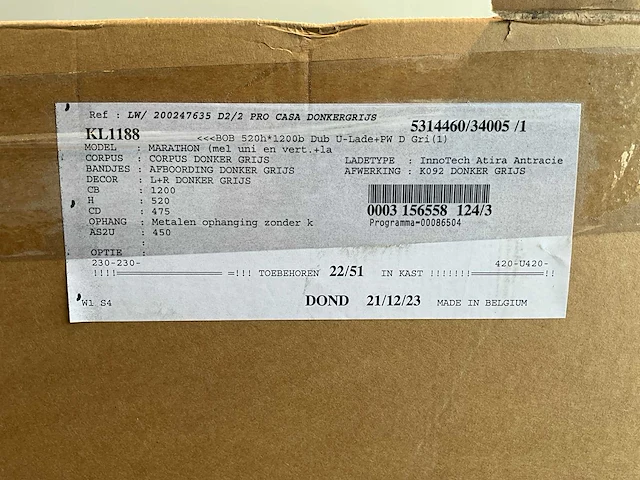 Ref : LW/ 200247635 D2/2 PRO CASA DONKERGRIJS
KL1188 5314460/34005 /1
<<<BOB 520h*1200b Dub U-Lade+PW D Gri(1)
MODEL : MARATHON (mel uni en vert.+la
CORPUS : CORPUS DONKER GRIJS LADETYPE : InnoTech Atira Antracie
BANDJES : AFBOORDING DONKER GRIJS AFWERKING : K092 DONKER GRIJS
DECOR : L+R DONKER GRIJS
CB : 1200
H : 520
CD : 475 0003 156558 124/3
OPHANG : Metalen ophanging zonder k Programma=00086504
AS2U : 450
:
OPTIE :
230-230- 420-U420-
!!!!==================== =!!! TOEBEHOREN 22/51 IN KAST !!!!!!!==============!!
W1 S4 DOND 21/12/23 MADE IN BELGIUM